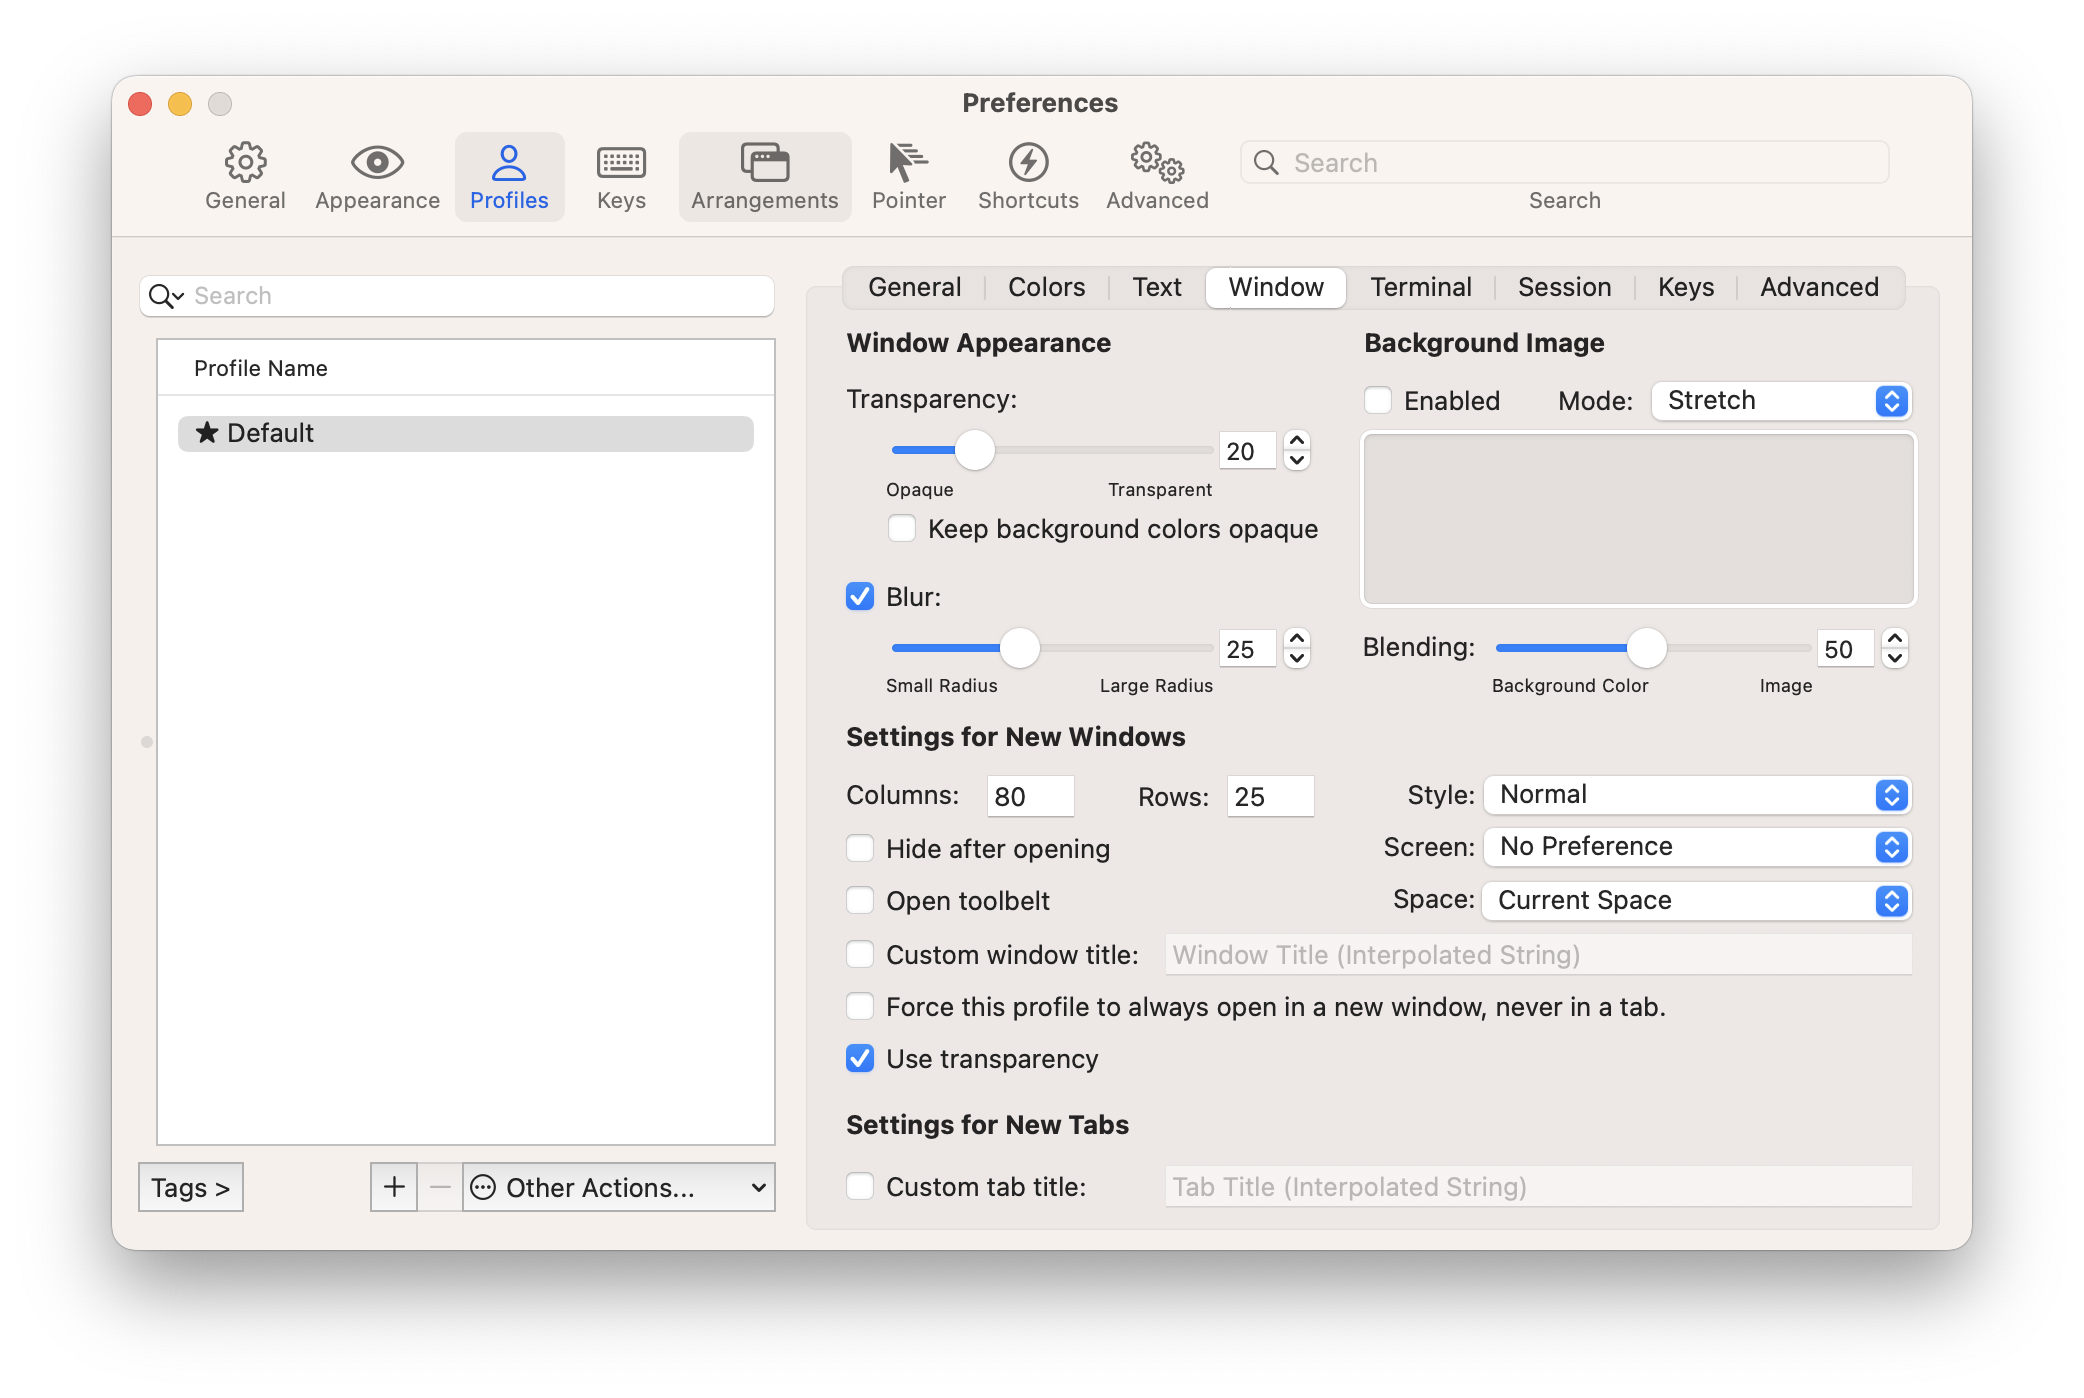 Preferences
General
Appearance
Profiles
Keys
Arrangements
Pointer
Shortcuts
Advanced
Search
Search
Search
Profile Name
★ Default
Tags >
+ − Other Actions...
General Colors Text Window Terminal Session Keys Advanced
Window Appearance
Transparency:
20
Opaque Transparent
Keep background colors opaque
Blur:
25
Small Radius Large Radius
Background Image
Enabled Mode: Stretch
Blending: 50
Background Color Image
Settings for New Windows
Columns: 80 Rows: 25 Style: Normal
Hide after opening Screen: No Preference
Open toolbelt Space: Current Space
Custom window title: Window Title (Interpolated String)
Force this profile to always open in a new window, never in a tab.
Use transparency
Settings for New Tabs
Custom tab title: Tab Title (Interpolated String)